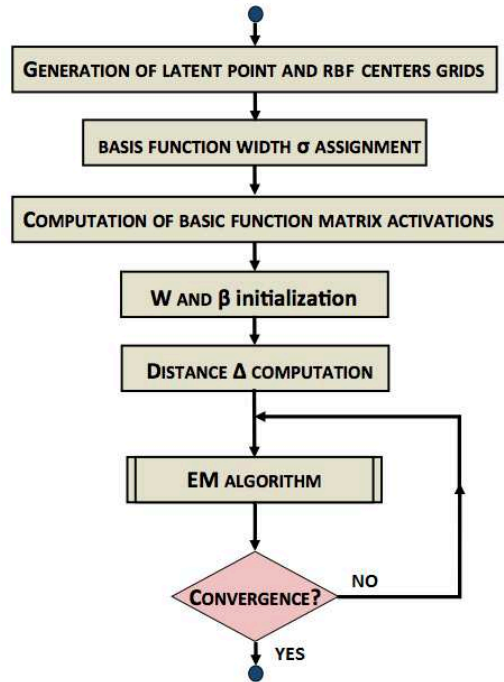 GENERATION OF LATENT POINT AND RBF CENTERS GRIDS
BASIS FUNCTION WIDTH σ ASSIGNMENT
COMPUTATION OF BASIC FUNCTION MATRIX ACTIVATIONS
W AND β initialization
DISTANCE Δ COMPUTATION
EM ALGORITHM
CONVERGENCE?
NO
YES